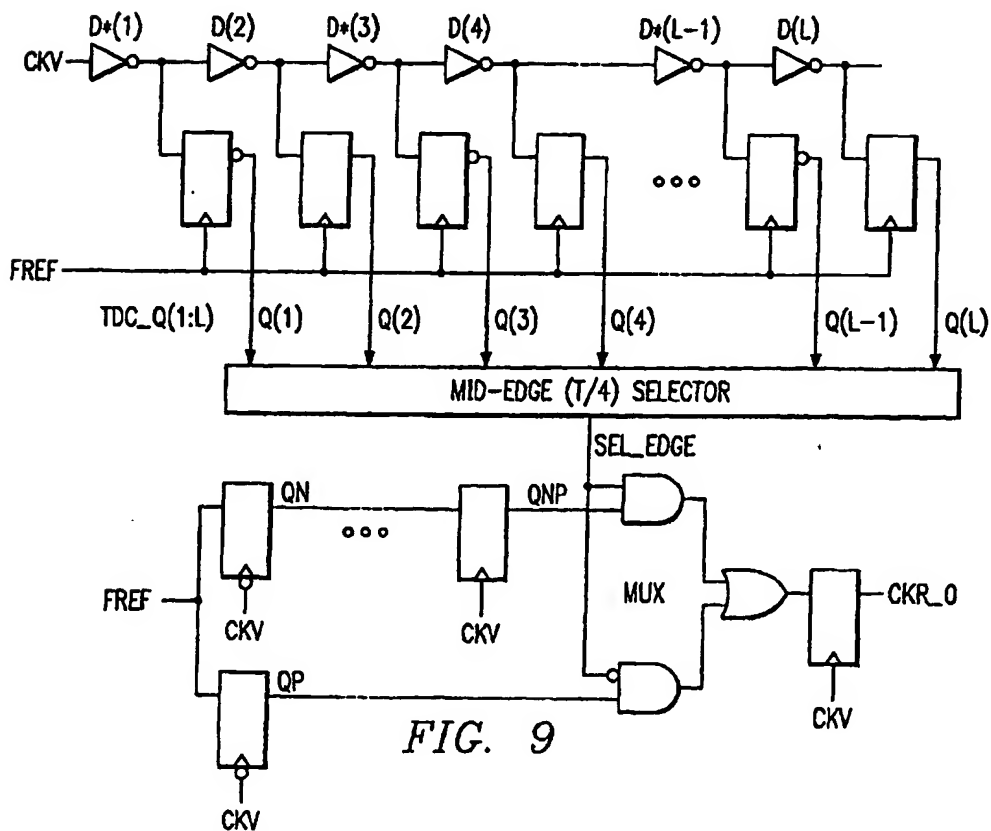 D*(1) D(2) D*(3) D(4) D*(L-1) D(L)
CKV
FREF
TDC_Q(1:L) Q(1) Q(2) Q(3) Q(4) Q(L-1) Q(L)
MID-EDGE (T/4) SELECTOR
SEL_EDGE
QN QNP
FREF CKV CKV MUX CKR_0
QP CKV
FIG. 9
CKV